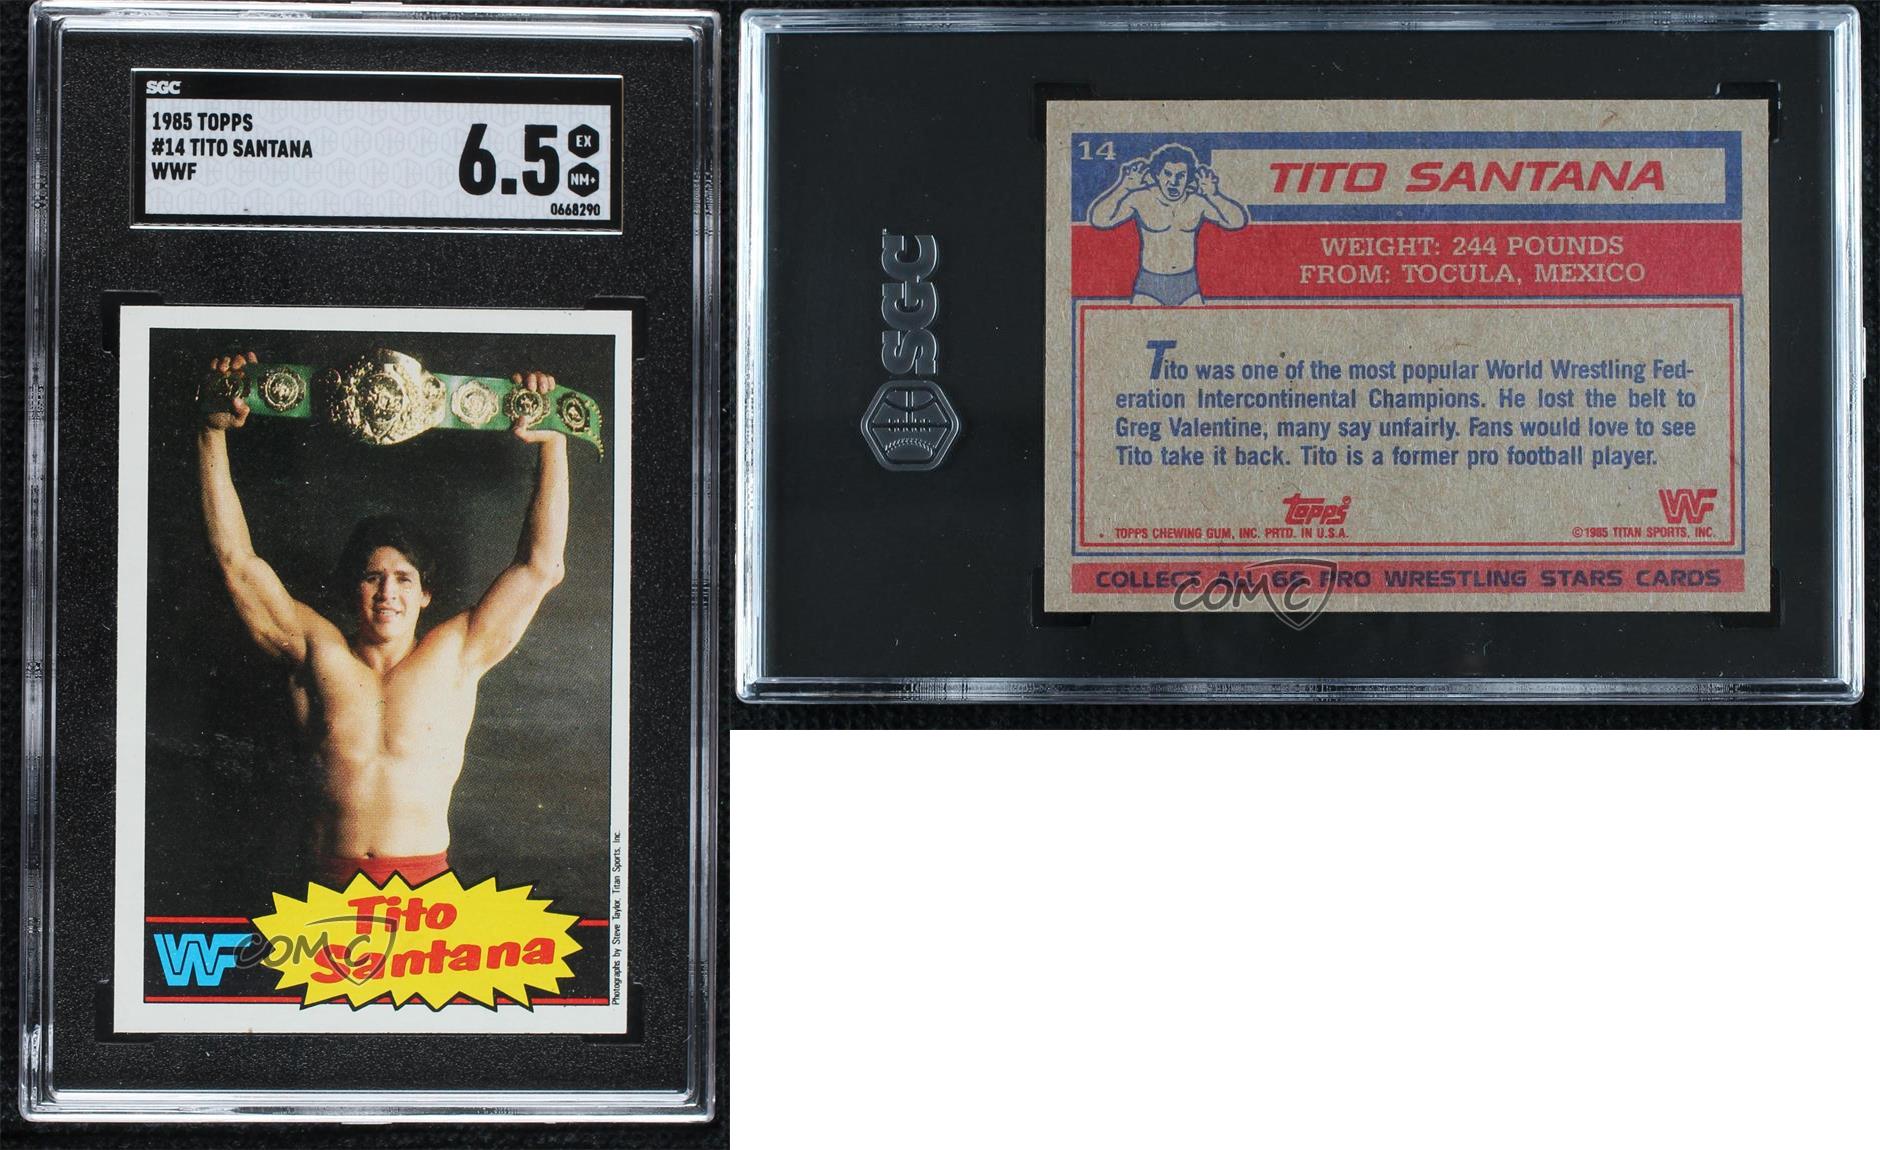 SGC
1985 TOPPS
#14 TITO SANTANA
WWF
6.5
EX
NM+
0668290
Tito
Santana
WF
COMC
Photographs by Steve Taylor, Titan Sports, Inc.
SGC
14
TITO SANTANA
WEIGHT: 244 POUNDS
FROM: TOCULA, MEXICO
Tito was one of the most popular World Wrestling Fed-
eration Intercontinental Champions. He lost the belt to
Greg Valentine, many say unfairly. Fans would love to see
Tito take it back. Tito is a former pro football player.
topps
WF
TOPPS CHEWING GUM, INC. PRTD. IN U.S.A.
©1985 TITAN SPORTS, INC.
COLLECT ALL 66 PRO WRESTLING STARS CARDS
COMC